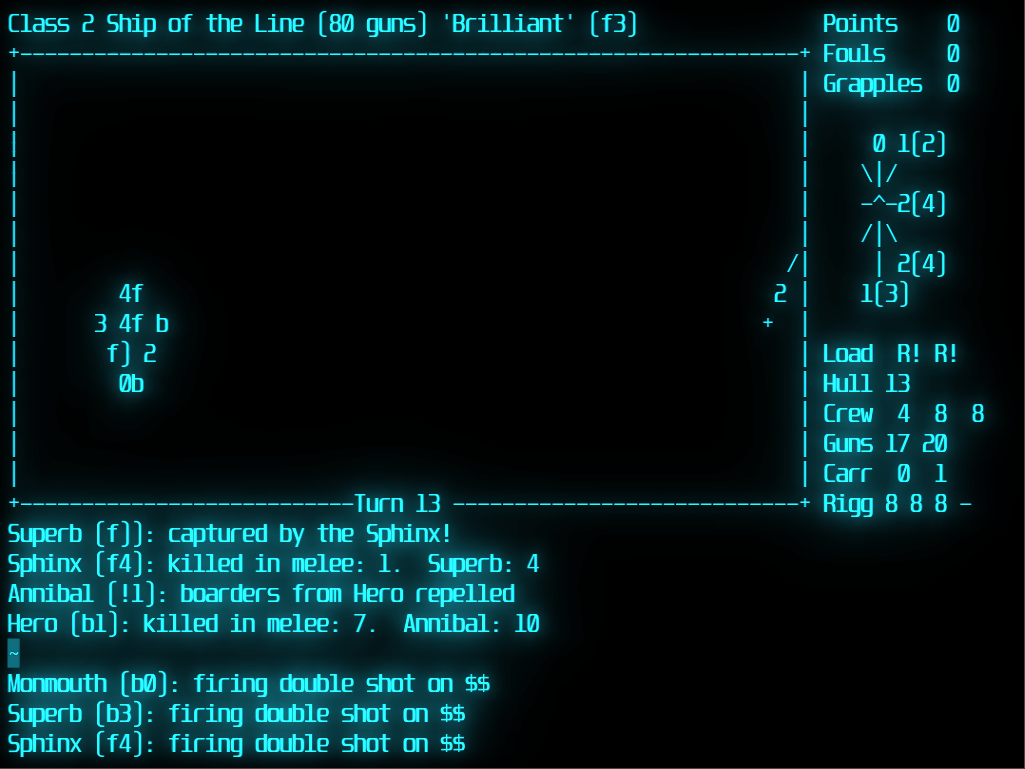 Class 2 Ship of the Line (80 guns) 'Brilliant' (f3)               Points    0
+---------------------------------------------------------------+ Fouls     0
|                                                               | Grapples  0
|                                                               |
|                                                               |     0 1(2)
|                                                               |    \|/
|                                                               |    -^-2(4)
|                                                               |    /|\
|                                                              /|     | 2(4)
|        4f                                                   2 |    1(3)
|      3 4f b                                                +  |
|       f) 2                                                    | Load  R! R!
|        0b                                                     | Hull 13
|                                                               | Crew  4  8  8
|                                                               | Guns 17 20
|                                                               | Carr  0  1
+---------------------------Turn 13 ----------------------------+ Rigg 8 8 8 -
Superb (f)): captured by the Sphinx!
Sphinx (f4): killed in melee: 1.  Superb: 4
Annibal (!1): boarders from Hero repelled
Hero (b1): killed in melee: 7.  Annibal: 10
~
Monmouth (b0): firing double shot on $$
Superb (b3): firing double shot on $$
Sphinx (f4): firing double shot on $$